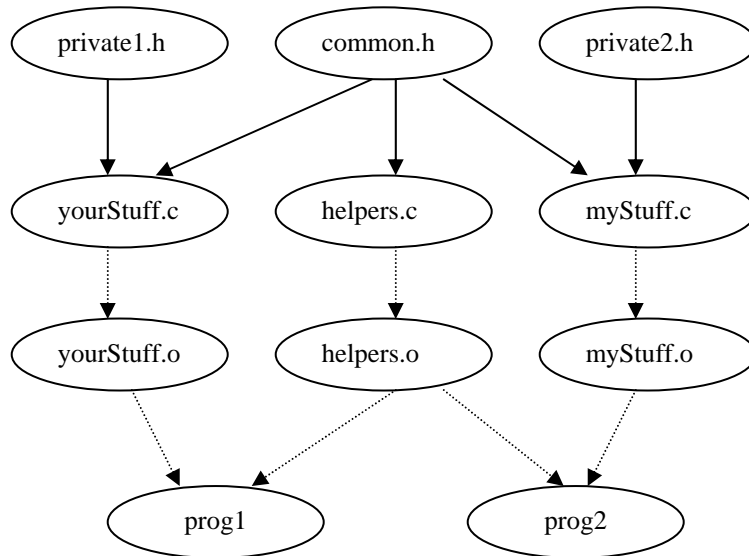 private1.h
common.h
private2.h
yourStuff.c
helpers.c
myStuff.c
yourStuff.o
helpers.o
myStuff.o
prog1
prog2